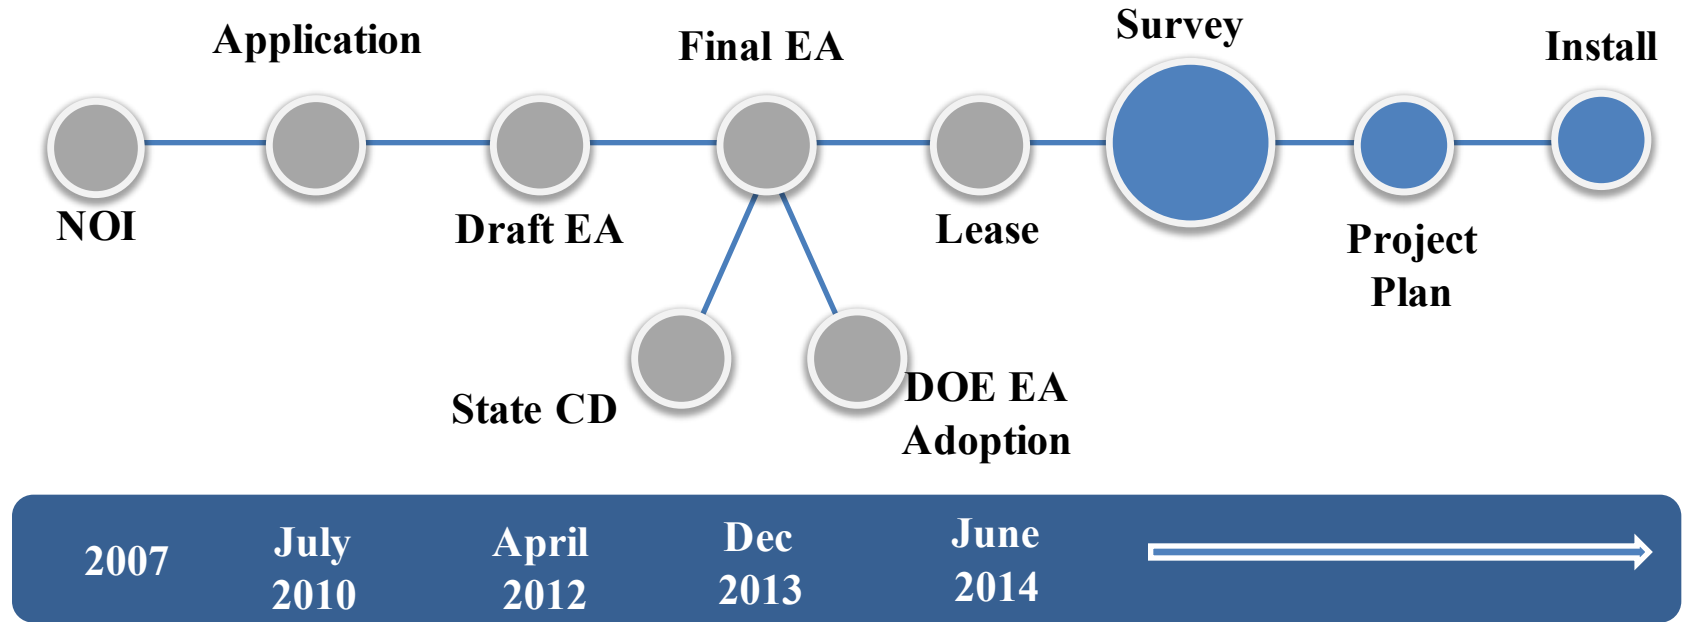 Application
Final EA
Survey
Install
NOI
Draft EA
Lease
Project
Plan
State CD
DOE EA
Adoption
2007
July
2010
April
2012
Dec
2013
June
2014